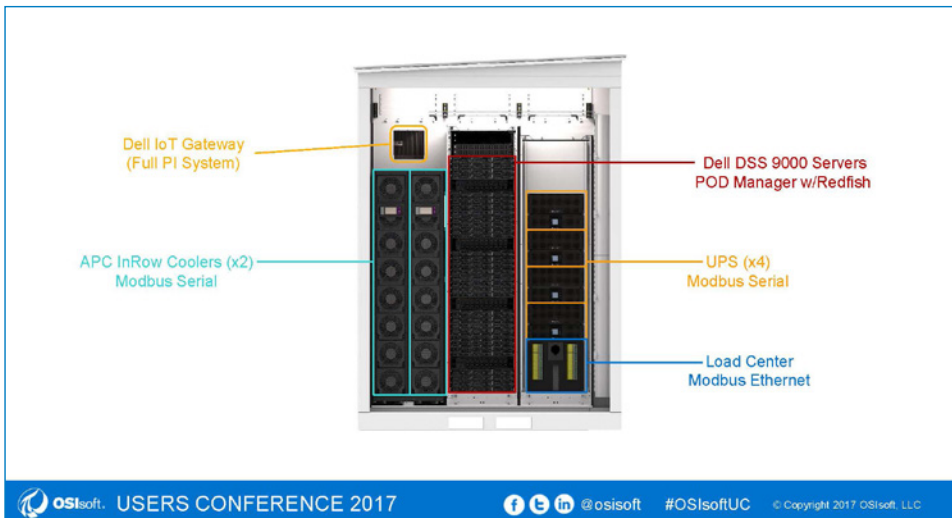 Dell IoT Gateway
(Full PI System)
Dell DSS 9000 Servers
POD Manager w/Redfish
APC InRow Coolers (x2)
Modbus Serial
UPS (x4)
Modbus Serial
Load Center
Modbus Ethernet
OSIsoft. USERS CONFERENCE 2017
@osisoft #OSIsoftUC © Copyright 2017 OSIsoft, LLC